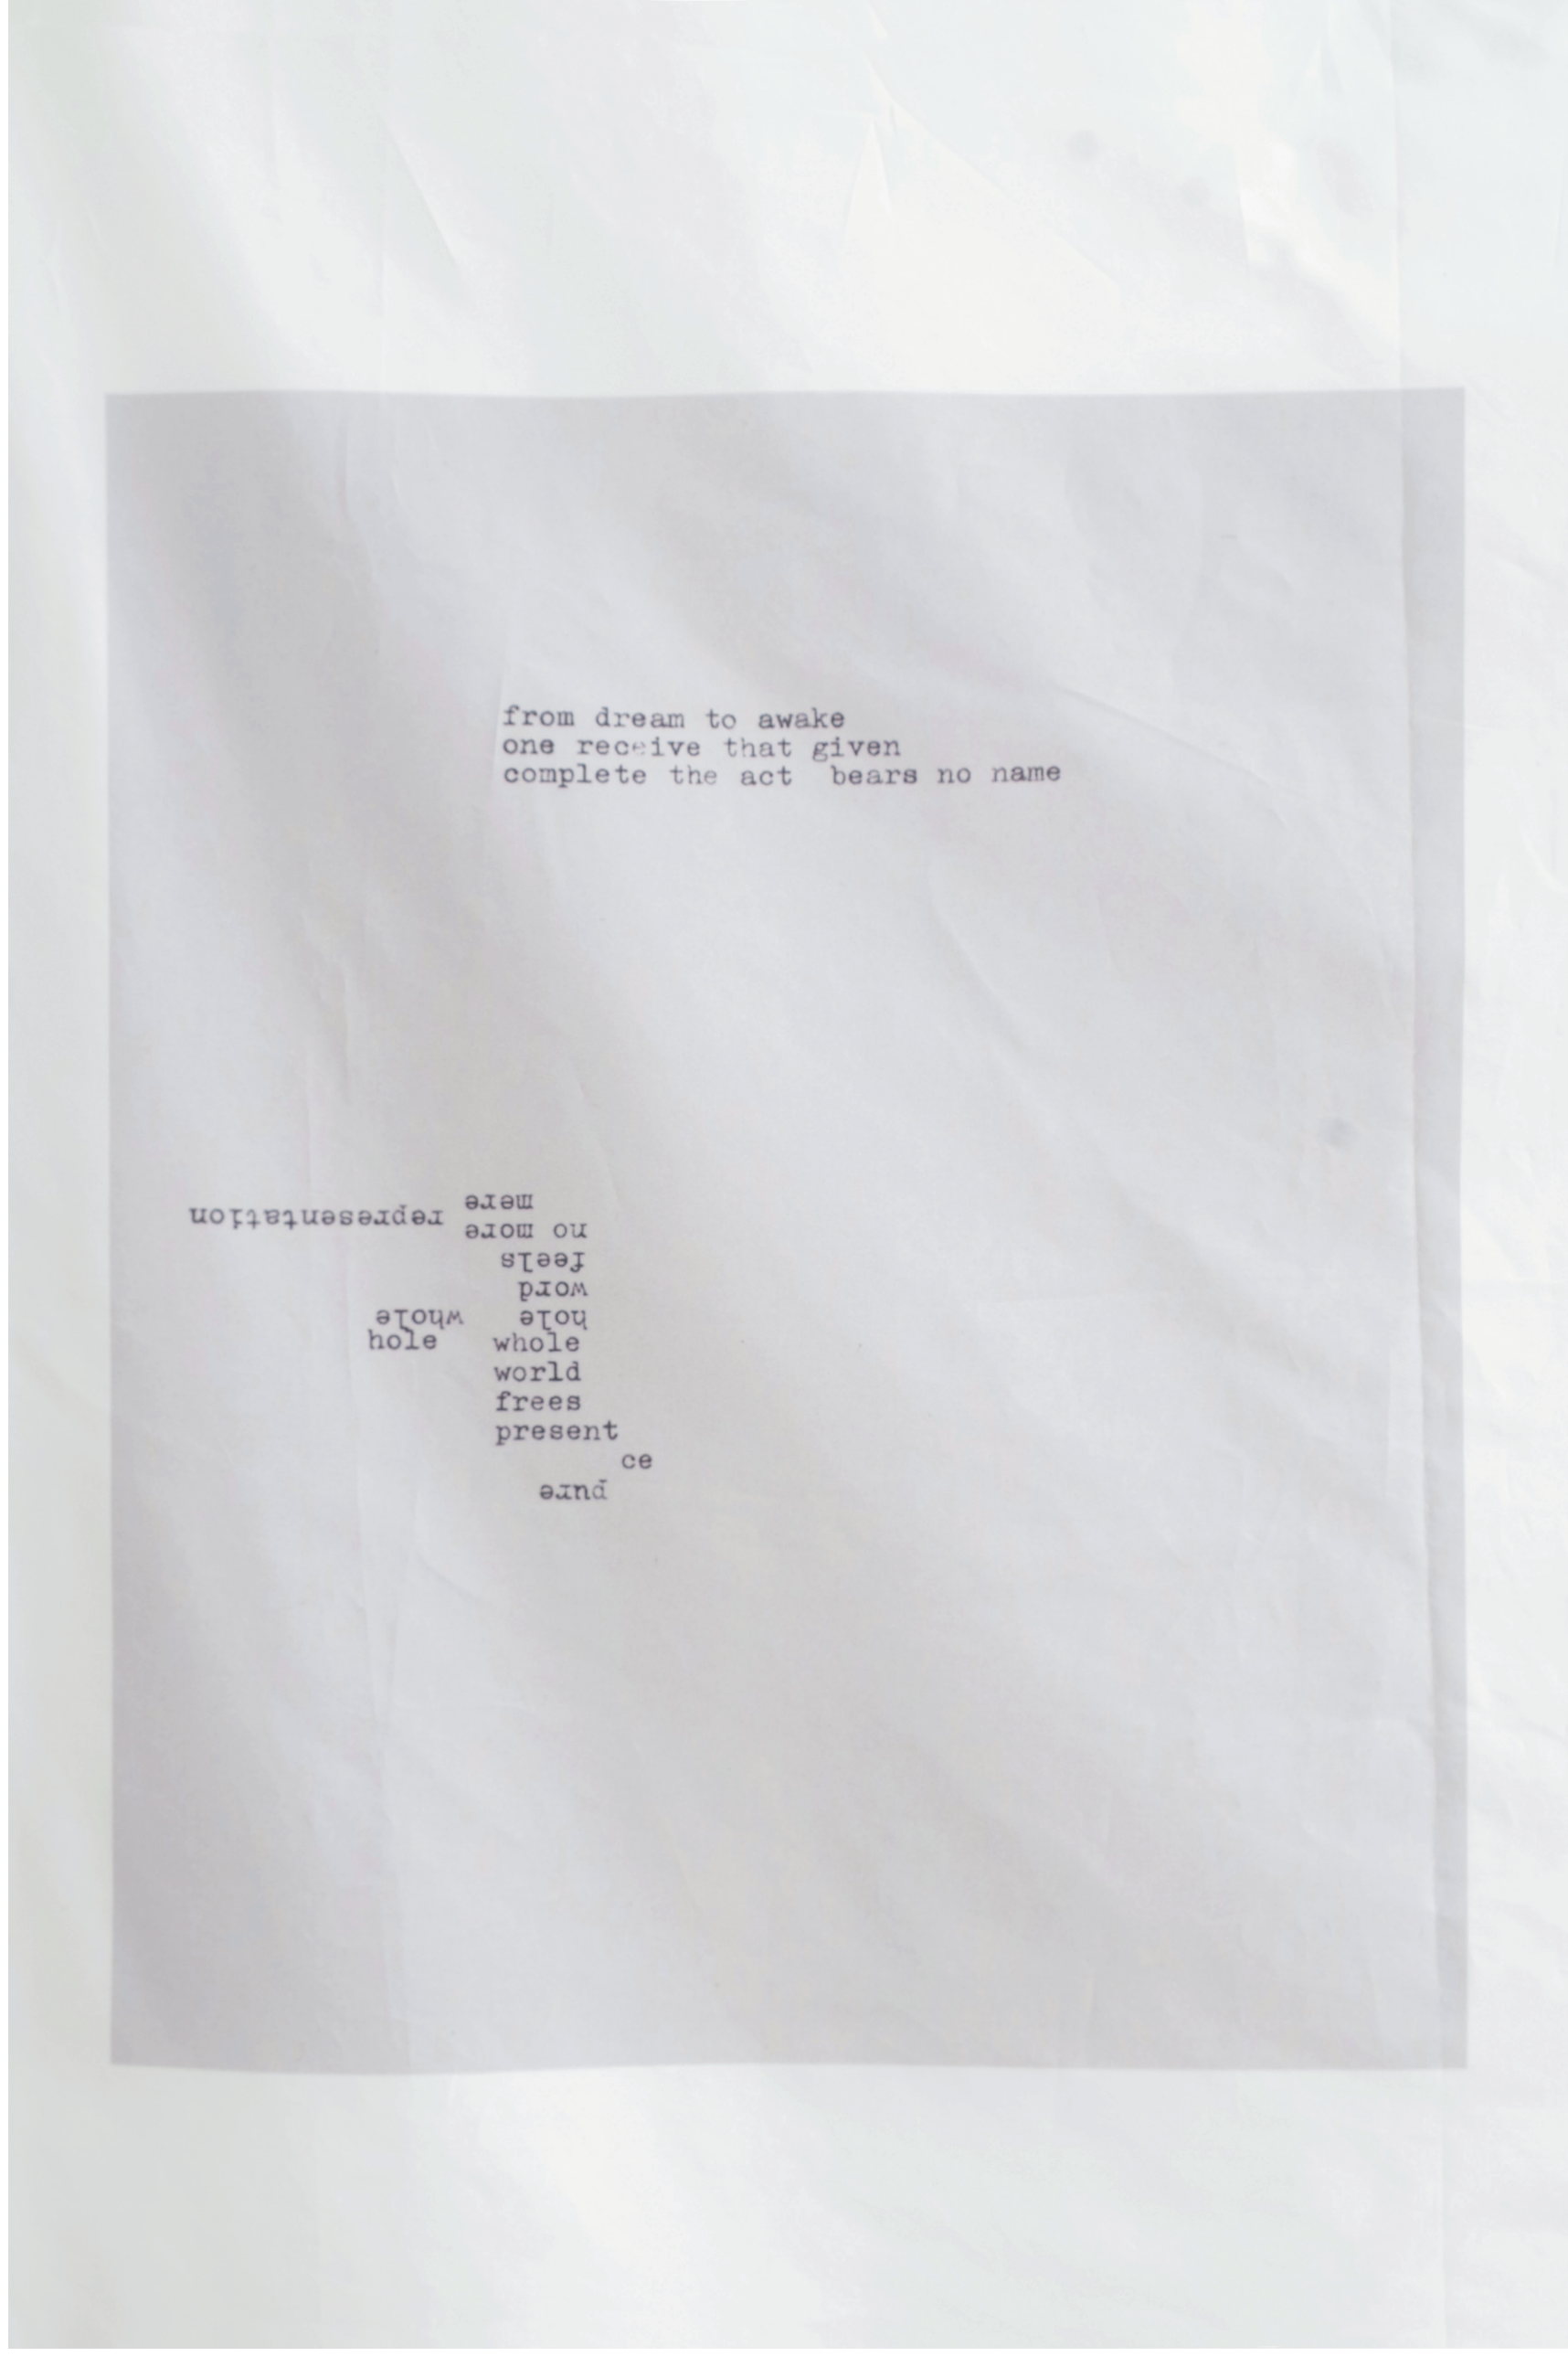 from dream to awake
one receive that given
complete the act  bears no name
mere
representation
no more
feels
word
whole hole
hole whole
world
frees
present
ce
pure